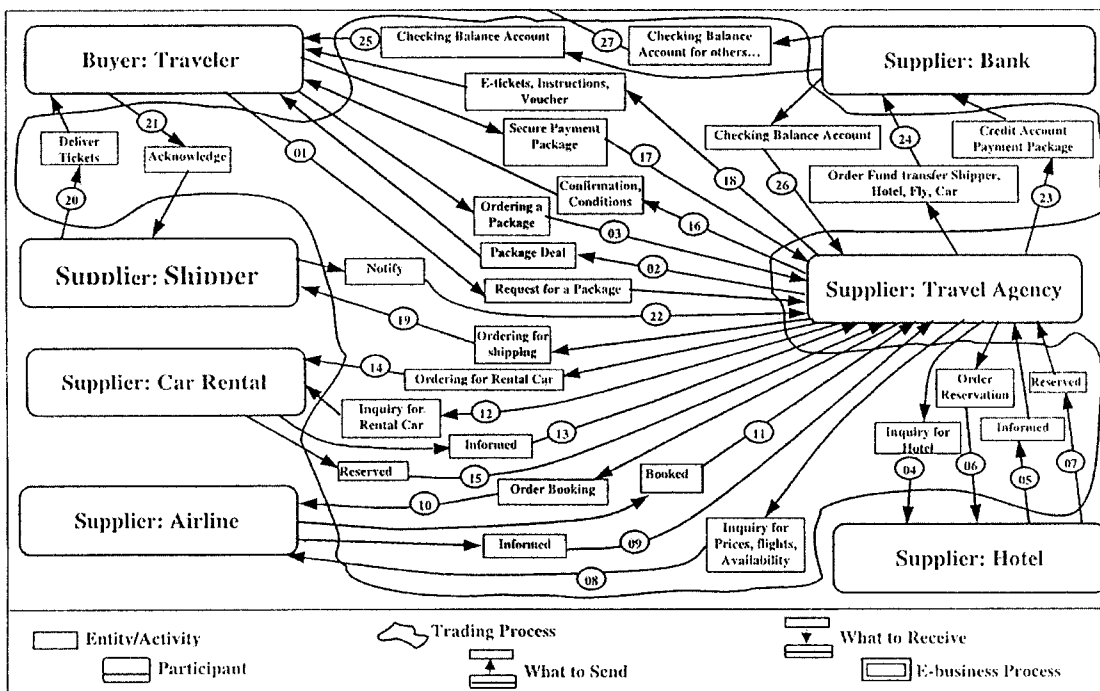 25
Checking Balance Account
27
Checking Balance
Account for others...
Buyer: Traveler
Supplier: Bank
E-tickets, Instructions,
Voucher
21
01
Secure Payment
Package
17
18
Checking Balance Account
24
Credit Account
Payment Package
Deliver
Tickets
Acknowledge
20
Confirmation,
Conditions
16
26
Order Fund transfer Shipper,
Hotel, Fly, Car
23
Ordering a
Package
03
Package Deal
02
Supplier: Shipper
Notify
Request for a Package
22
Supplier: Travel Agency
19
Ordering for
shipping
14
Ordering for Rental Car
Supplier: Car Rental
Inquiry for
Rental Car
12
Informed
13
11
Reserved
15
Order
Reservation
Reserved
Inquiry for
Hotel
Informed
04
06
05
07
Order Booking
Booked
10
Supplier: Airline
Informed
09
Inquiry for
Prices, flights,
Availability
08
Supplier: Hotel
Entity/Activity
Trading Process
What to Receive
Participant
What to Send
E-business Process